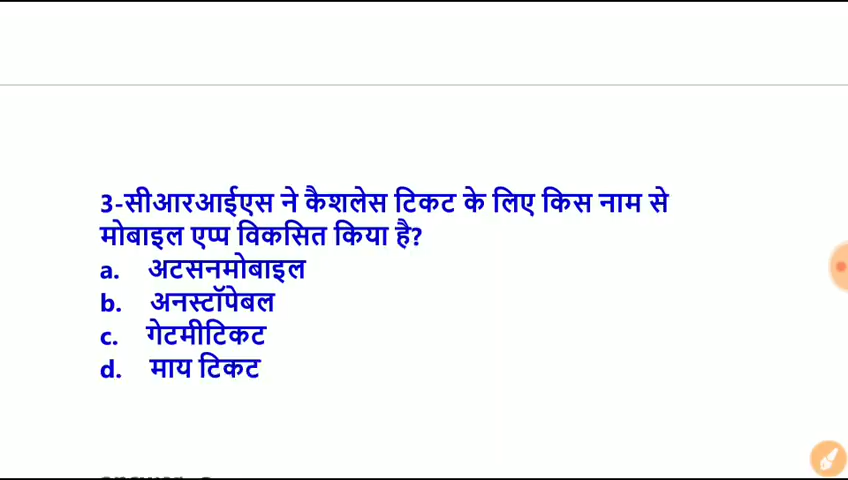 3-सीआरआईएस ने कैशलेस टिकट के लिए किस नाम से
मोबाइल एप्प विकसित किया है?
a. अटसनमोबाइल
b. अनस्टॉपेबल
c. गेटमीटिकट
d. माय टिकट